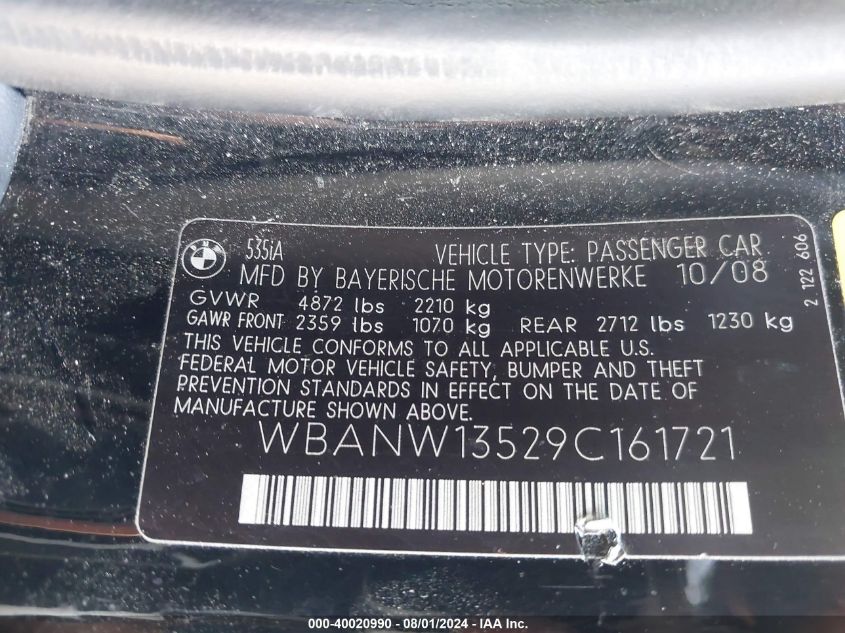 535iA VEHICLE TYPE: PASSENGER CAR
MFD BY BAYERISCHE MOTORENWERKE 10/08
GVWR 4872 lbs 2210 kg
GAWR FRONT 2359 lbs 1070 kg REAR 2712 lbs 1230 kg
THIS VEHICLE CONFORMS TO ALL APPLICABLE U.S.
FEDERAL MOTOR VEHICLE SAFETY, BUMPER AND THEFT
PREVENTION STANDARDS IN EFFECT ON THE DATE OF
MANUFACTURE SHOWN ABOVE.
WBANW13529C161721
2 122 606
BMW
000-40020990 - 08/01/2024 - IAA Inc.